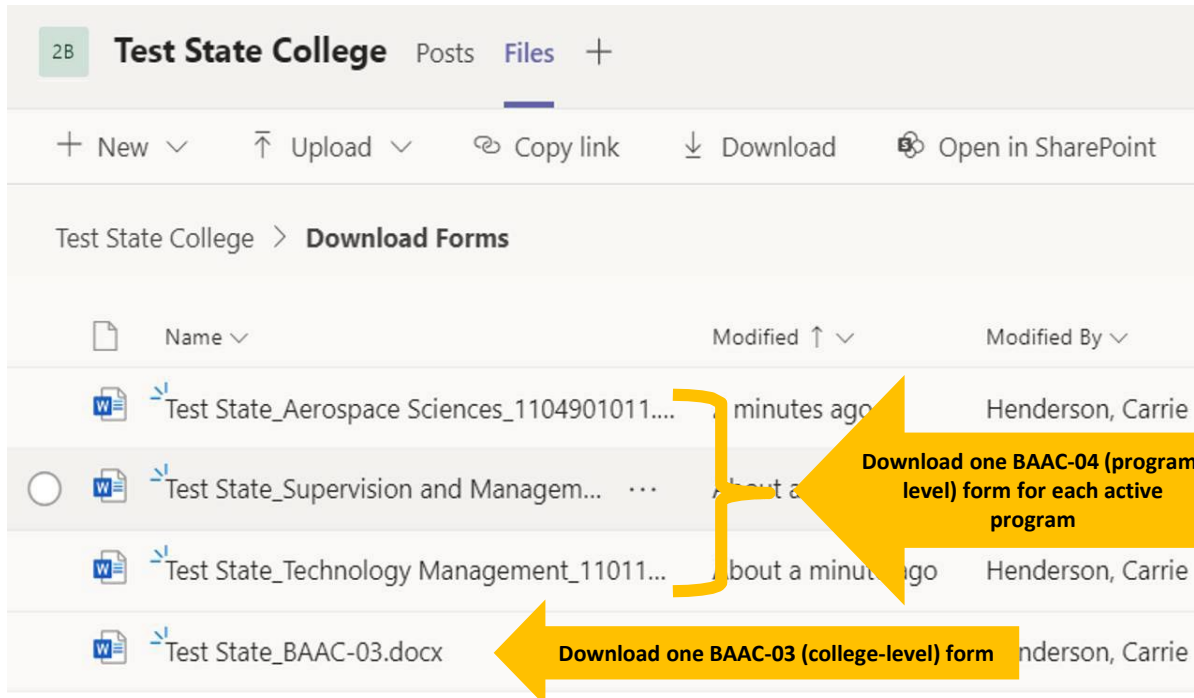 2B Test State College Posts Files +
+ New Upload Copy link Download Open in SharePoint
Test State College > Download Forms
Name Modified ↑ Modified By
Test State_Aerospace Sciences_1104901011.... minutes ago Henderson, Carrie
Test State_Supervision and Managem... ... About a
Download one BAAC-04 (program
level) form for each active
program
Test State_Technology Management_11011... About a minut ago Henderson, Carrie
Test State_BAAC-03.docx Download one BAAC-03 (college-level) form nderson, Carrie